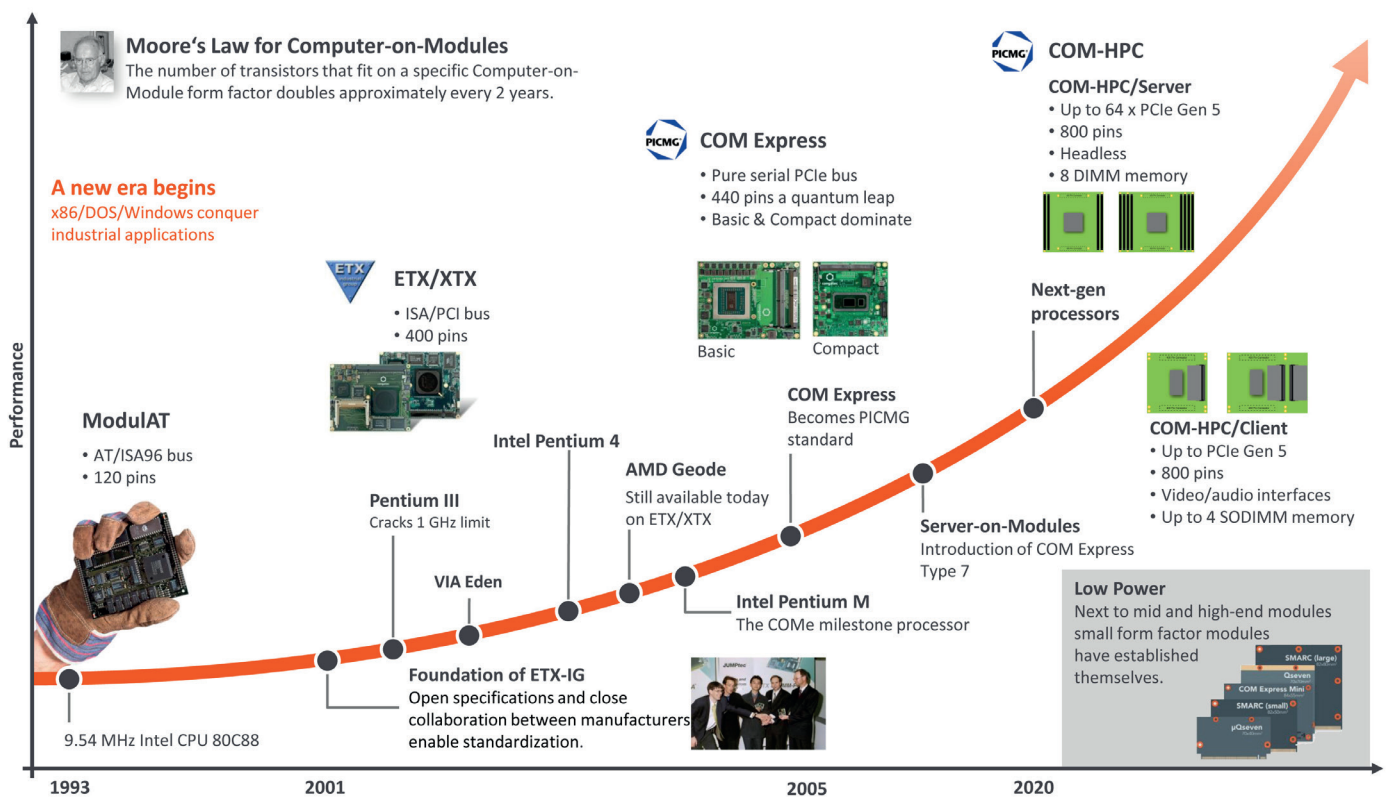 Moore‘s Law for Computer-on-Modules
The number of transistors that fit on a specific Computer-on-
Module form factor doubles approximately every 2 years.
A new era begins
x86/DOS/Windows conquer
industrial applications
Performance
ModulAT
• AT/ISA96 bus
• 120 pins
9.54 MHz Intel CPU 80C88
ETX
ETX/XTX
• ISA/PCI bus
• 400 pins
Pentium III
Cracks 1 GHz limit
VIA Eden
Foundation of ETX-IG
Open specifications and close
collaboration between manufacturers
enable standardization.
Intel Pentium 4
AMD Geode
Still available today
on ETX/XTX
Intel Pentium M
The COMe milestone processor
JUMPtec
PICMG
COM Express
• Pure serial PCIe bus
• 440 pins a quantum leap
• Basic & Compact dominate
Basic
Compact
COM Express
Becomes PICMG
standard
Server-on-Modules
Introduction of COM Express
Type 7
Next-gen
processors
PICMG
COM-HPC
COM-HPC/Server
• Up to 64 x PCIe Gen 5
• 800 pins
• Headless
• 8 DIMM memory
COM-HPC/Client
• Up to PCIe Gen 5
• 800 pins
• Video/audio interfaces
• Up to 4 SODIMM memory
Low Power
Next to mid and high-end modules
small form factor modules
have established
themselves.
SMARC (large)
Qseven
COM Express Mini
SMARC (small)
µQseven
1993
2001
2005
2020